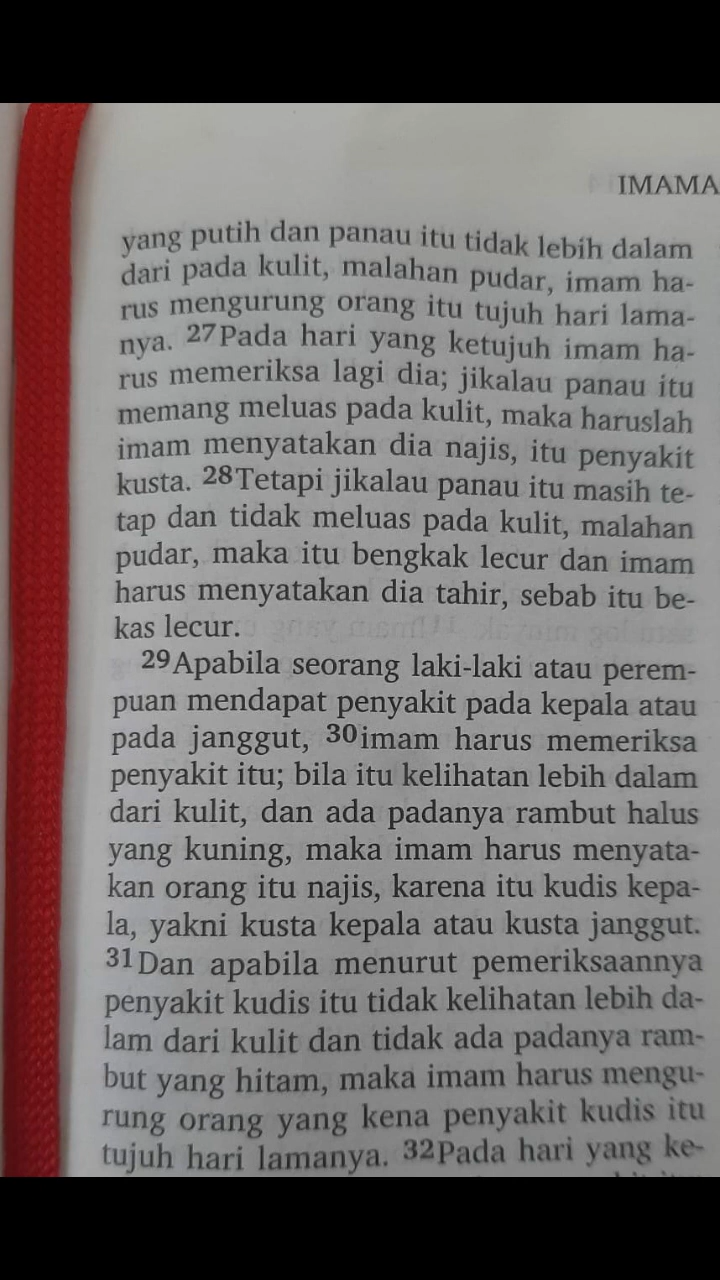 IMAMA
yang putih dan panau itu tidak lebih dalam
dari pada kulit, malahan pudar, imam ha-
rus mengurung orang itu tujuh hari lama-
nya. 27Pada hari yang ketujuh imam ha-
rus memeriksa lagi dia; jikalau panau itu
memang meluas pada kulit, maka haruslah
imam menyatakan dia najis, itu penyakit
kusta. 28Tetapi jikalau panau itu masih te-
tap dan tidak meluas pada kulit, malahan
pudar, maka itu bengkak lecur dan imam
harus menyatakan dia tahir, sebab itu be-
kas lecur.
29Apabila seorang laki-laki atau perem-
puan mendapat penyakit pada kepala atau
pada janggut, 30imam harus memeriksa
penyakit itu; bila itu kelihatan lebih dalam
dari kulit, dan ada padanya rambut halus
yang kuning, maka imam harus menyata-
kan orang itu najis, karena itu kudis kepa-
la, yakni kusta kepala atau kusta janggut.
31Dan apabila menurut pemeriksaannya
penyakit kudis itu tidak kelihatan lebih da-
lam dari kulit dan tidak ada padanya ram-
but yang hitam, maka imam harus mengu-
rung orang yang kena penyakit kudis itu
tujuh hari lamanya. 32Pada hari yang ke-